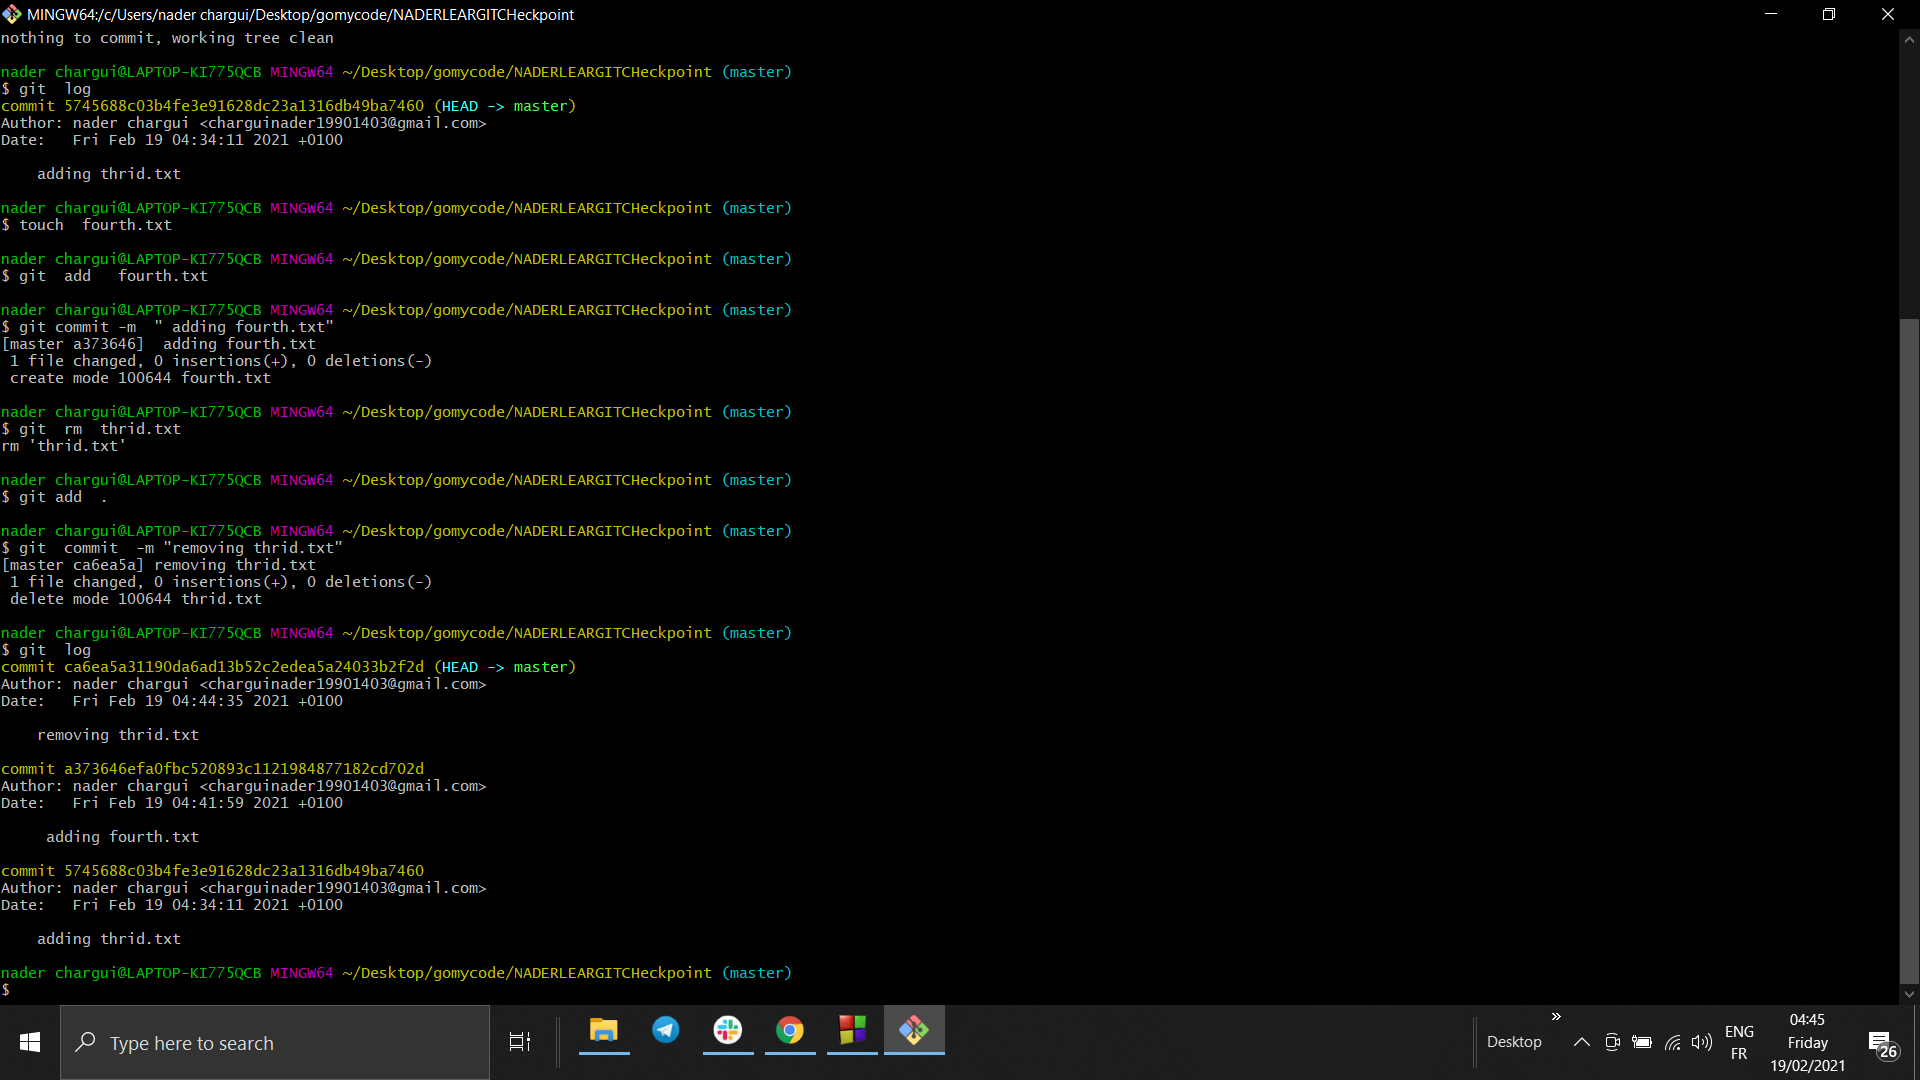 MINGW64:/c/Users/nader chargui/Desktop/gomycode/NADERLEARGITCHeckpoint
nothing to commit, working tree clean
nader chargui@LAPTOP-KI775QCB MINGW64 ~/Desktop/gomycode/NADERLEARGITCHeckpoint (master)
$ git  log
commit 5745688c03b4fe3e91628dc23a1316db49ba7460 (HEAD -> master)
Author: nader chargui <charguinader19901403@gmail.com>
Date:   Fri Feb 19 04:34:11 2021 +0100
    adding thrid.txt
nader chargui@LAPTOP-KI775QCB MINGW64 ~/Desktop/gomycode/NADERLEARGITCHeckpoint (master)
$ touch  fourth.txt
nader chargui@LAPTOP-KI775QCB MINGW64 ~/Desktop/gomycode/NADERLEARGITCHeckpoint (master)
$ git  add   fourth.txt
nader chargui@LAPTOP-KI775QCB MINGW64 ~/Desktop/gomycode/NADERLEARGITCHeckpoint (master)
$ git commit -m  " adding fourth.txt"
[master a373646]  adding fourth.txt
 1 file changed, 0 insertions(+), 0 deletions(-)
 create mode 100644 fourth.txt
nader chargui@LAPTOP-KI775QCB MINGW64 ~/Desktop/gomycode/NADERLEARGITCHeckpoint (master)
$ git  rm  thrid.txt
rm 'thrid.txt'
nader chargui@LAPTOP-KI775QCB MINGW64 ~/Desktop/gomycode/NADERLEARGITCHeckpoint (master)
$ git add  .
nader chargui@LAPTOP-KI775QCB MINGW64 ~/Desktop/gomycode/NADERLEARGITCHeckpoint (master)
$ git  commit  -m "removing thrid.txt"
[master ca6ea5a] removing thrid.txt
 1 file changed, 0 insertions(+), 0 deletions(-)
 delete mode 100644 thrid.txt
nader chargui@LAPTOP-KI775QCB MINGW64 ~/Desktop/gomycode/NADERLEARGITCHeckpoint (master)
$ git  log
commit ca6ea5a31190da6ad13b52c2edea5a24033b2f2d (HEAD -> master)
Author: nader chargui <charguinader19901403@gmail.com>
Date:   Fri Feb 19 04:44:35 2021 +0100
    removing thrid.txt
commit a373646efa0fbc520893c1121984877182cd702d
Author: nader chargui <charguinader19901403@gmail.com>
Date:   Fri Feb 19 04:41:59 2021 +0100
     adding fourth.txt
commit 5745688c03b4fe3e91628dc23a1316db49ba7460
Author: nader chargui <charguinader19901403@gmail.com>
Date:   Fri Feb 19 04:34:11 2021 +0100
    adding thrid.txt
nader chargui@LAPTOP-KI775QCB MINGW64 ~/Desktop/gomycode/NADERLEARGITCHeckpoint (master)
$
Type here to search
Desktop
ENG
FR
04:45
Friday
19/02/2021
26